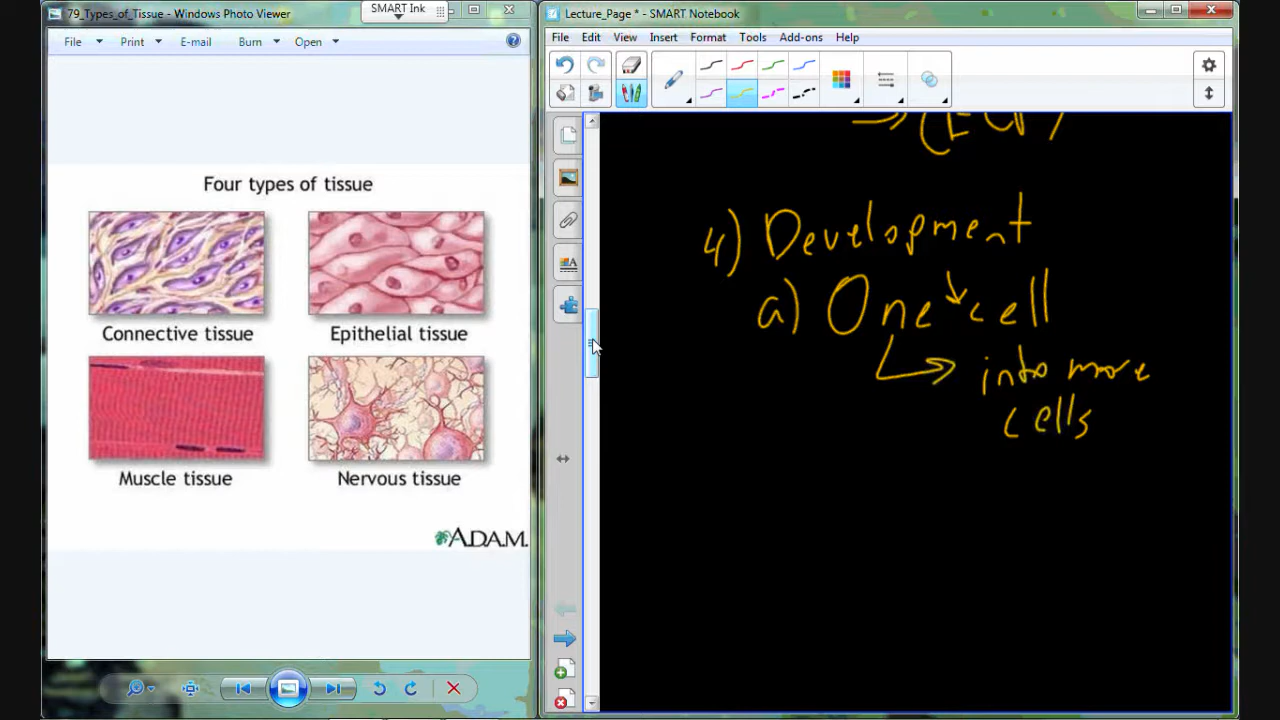 79_Types_of_Tissue - Windows Photo Viewer
SMART Ink
File Print E-mail Burn Open
Four types of tissue
Connective tissue Epithelial tissue
Muscle tissue Nervous tissue
A.D.A.M.
Lecture_Page * - SMART Notebook
File Edit View Insert Format Tools Add-ons Help
4) Development
a) One cell
into more
cells